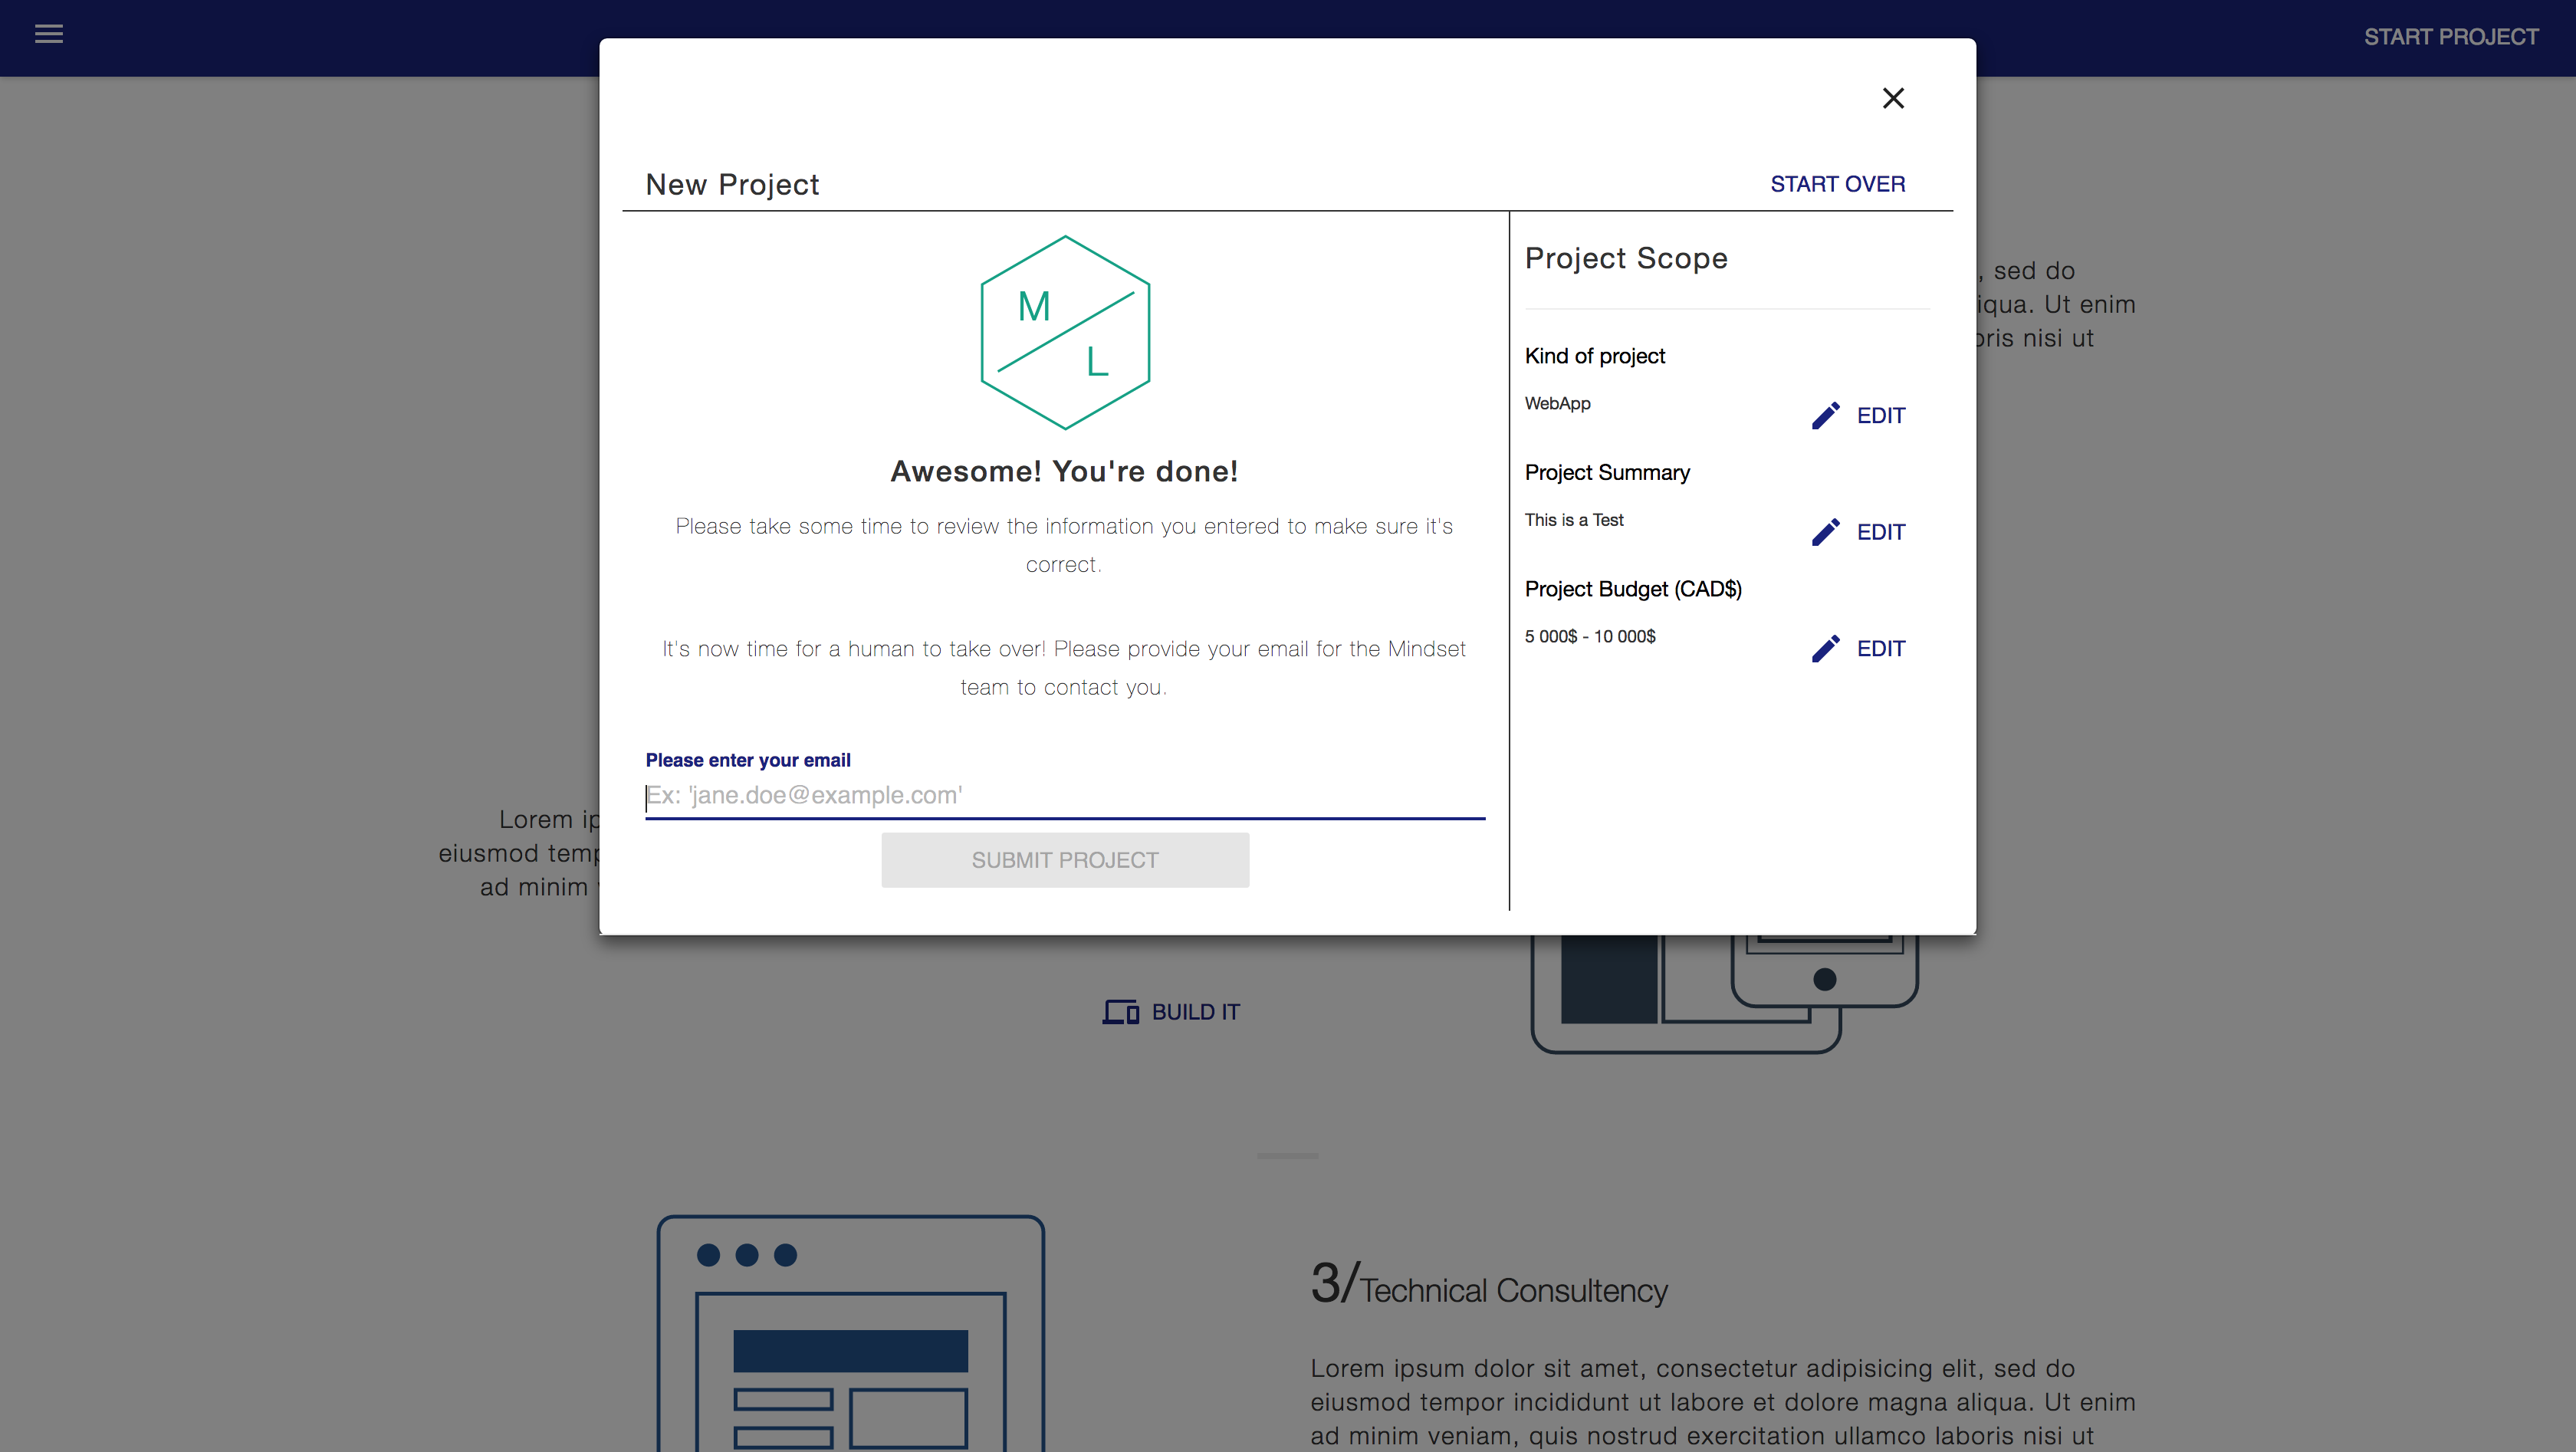 START PROJECT
New Project
START OVER
M
L
Awesome! You're done!
Please take some time to review the information you entered to make sure it's
correct.
It's now time for a human to take over! Please provide your email for the Mindset
team to contact you.
Please enter your email
Ex: 'jane.doe@example.com'
SUBMIT PROJECT
Project Scope
Kind of project
WebApp
EDIT
Project Summary
This is a Test
EDIT
Project Budget (CAD$)
5 000$ - 10 000$
EDIT
, sed do
iqua. Ut enim
oris nisi ut
Lorem ip
eiusmod temp
ad minim
BUILD IT
3/Technical Consultency
Lorem ipsum dolor sit amet, consectetur adipisicing elit, sed do
eiusmod tempor incididunt ut labore et dolore magna aliqua. Ut enim
ad minim veniam, quis nostrud exercitation ullamco laboris nisi ut